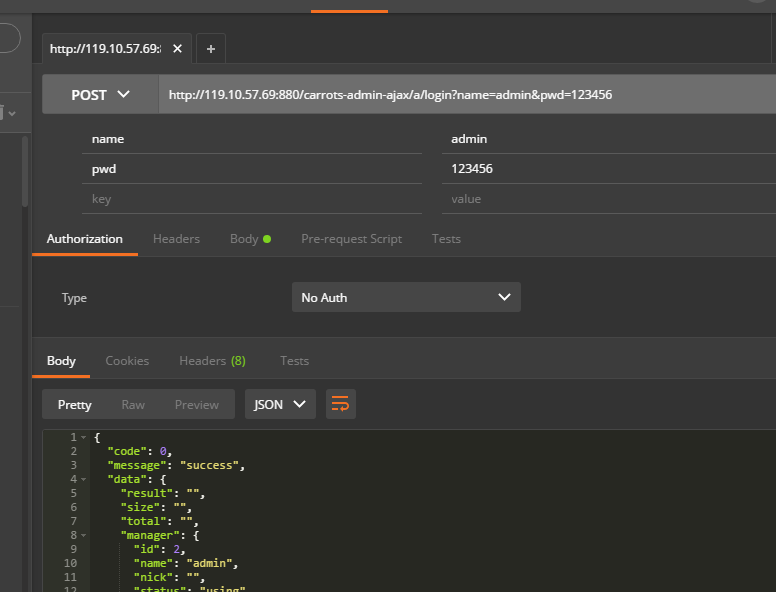 http://119.10.57.69:
POST http://119.10.57.69:880/carrots-admin-ajax/a/login?name=admin&pwd=123456
name admin
pwd 123456
key value
Authorization Headers Body Pre-request Script Tests
Type No Auth
Body Cookies Headers (8) Tests
Pretty Raw Preview JSON
1 {
2 "code": 0,
3 "message": "success",
4 "data": {
5 "result": "",
6 "size": "",
7 "total": "",
8 "manager": {
9 "id": 2,
10 "name": "admin",
11 "nick": "",
12 "status": "using"